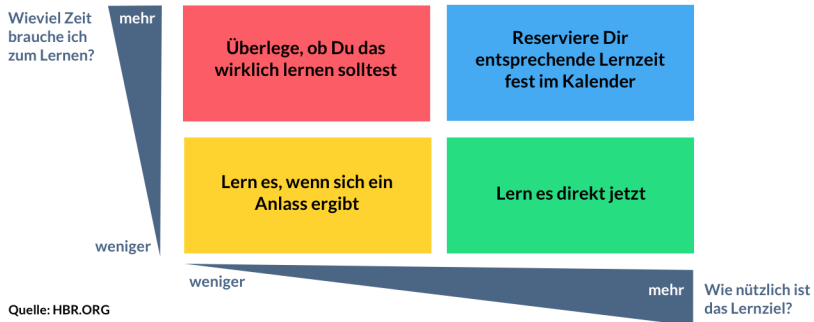 Wieviel Zeit
brauche ich
zum Lernen?
mehr
Überlege, ob Du das
wirklich lernen solltest
Reserviere Dir
entsprechende Lernzeit
fest im Kalender
Lern es, wenn sich ein
Anlass ergibt
Lern es direkt jetzt
weniger
weniger
mehr
Wie nützlich ist
das Lernziel?
Quelle: HBR.ORG